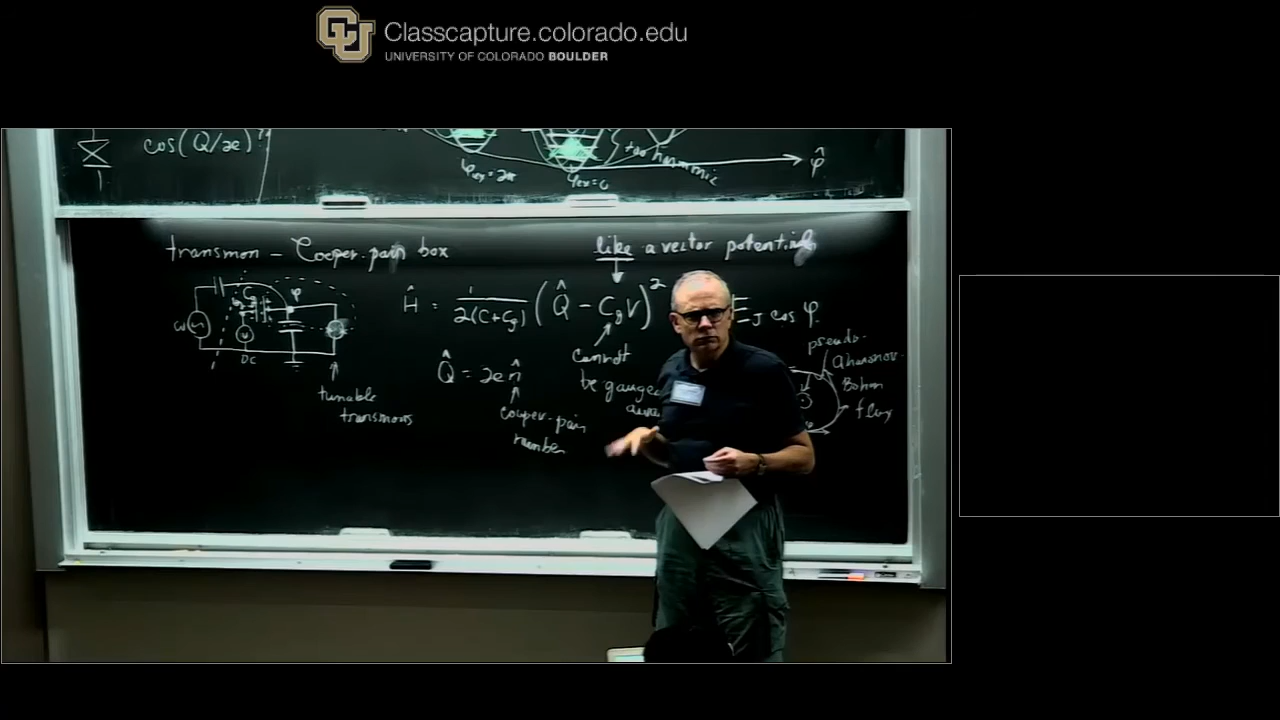 CU Classcapture.colorado.edu
UNIVERSITY OF COLORADO BOULDER
cos(Q/2e)??
too harmonic
φ̂
φex=2π
φex=0
transmon - Cooper-pair box
like a vector potential
Ĥ = 1/2(C+Cg) (Q̂ - CgV)²
EJ cos φ.
φ
V
DC
Cannot
be gauged
Q̂ = 2e n̂
Cooper-pair
number
tunable
transmons
pseudo-
Aharonov-
Bohm
flux